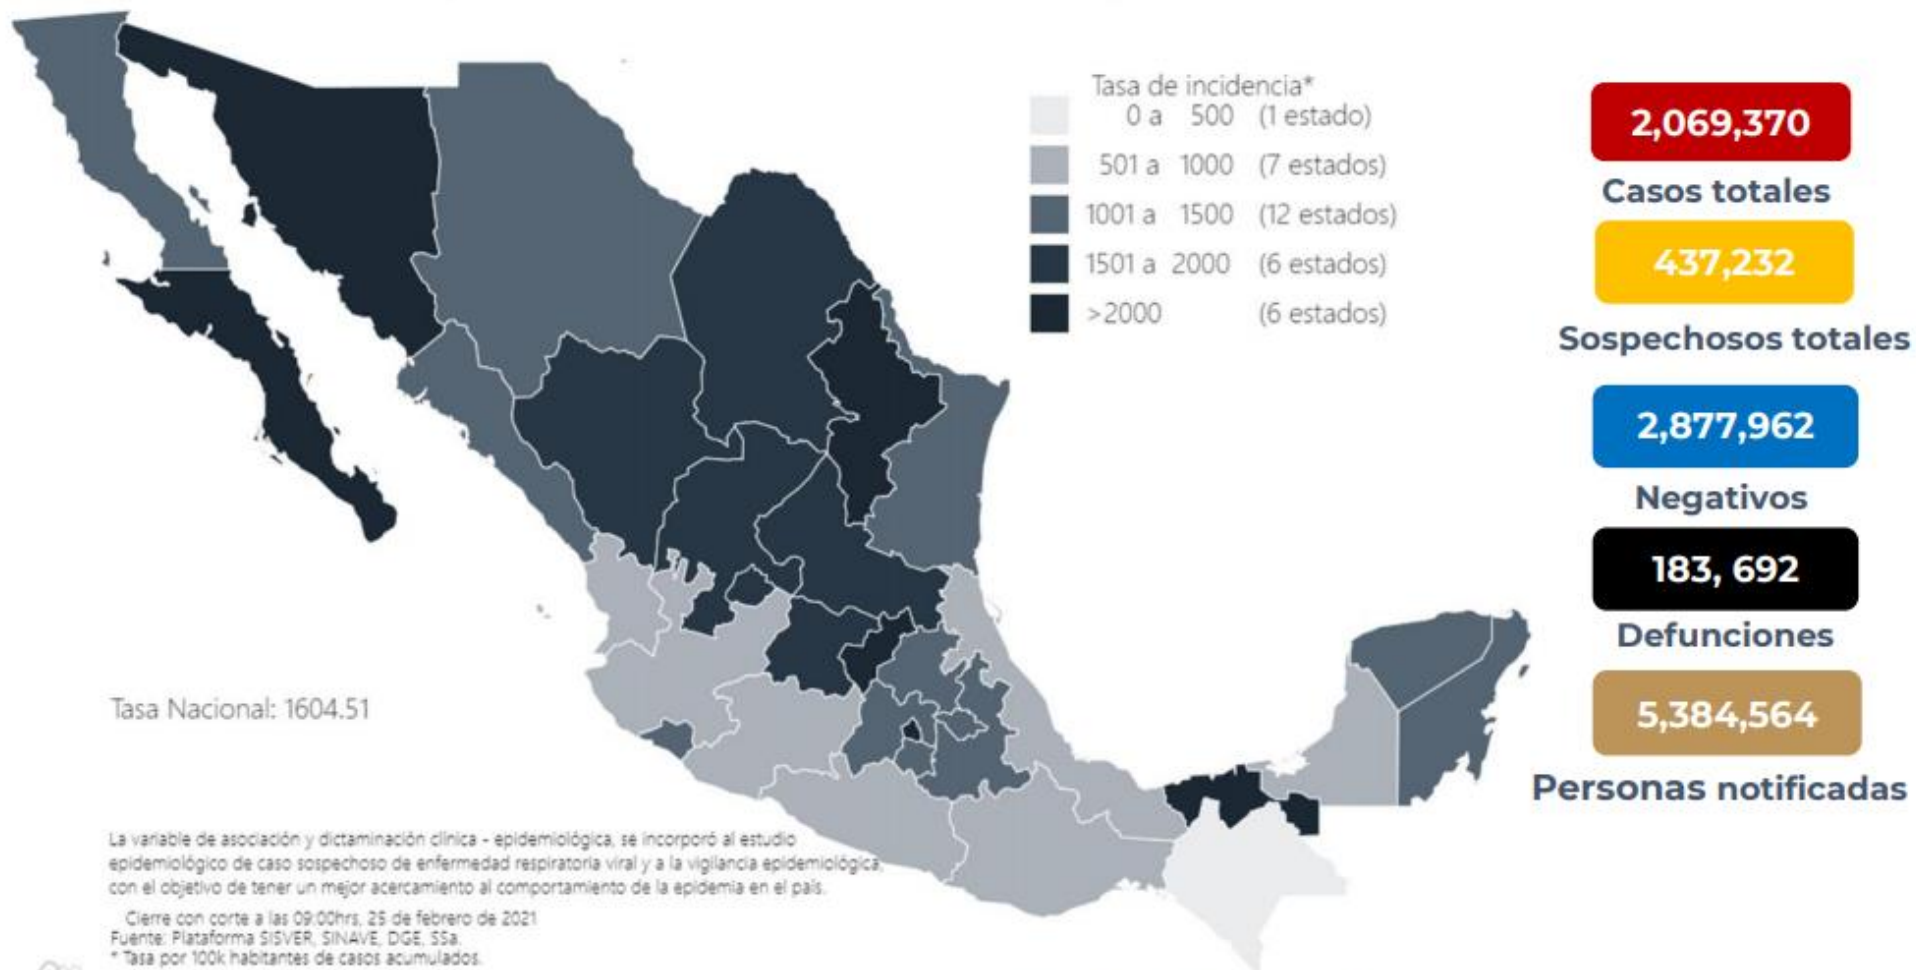 Tasa de incidencia*
0 a 500 (1 estado)
501 a 1000 (7 estados)
1001 a 1500 (12 estados)
1501 a 2000 (6 estados)
>2000 (6 estados)
2,069,370
Casos totales
437,232
Sospechosos totales
2,877,962
Negativos
183, 692
Defunciones
5,384,564
Personas notificadas
Tasa Nacional: 1604.51
La variable de asociación y dictaminación clínica - epidemiológica, se incorporó al estudio
epidemiológico de caso sospechoso de enfermedad respiratoria viral y a la vigilancia epidemiológica,
con el objetivo de tener un mejor acercamiento al comportamiento de la epidemia en el país.
Cierre con corte a las 09:00hrs, 25 de febrero de 2021
Fuente: Plataforma SISVER, SINAVE, DGE, SSa.
* Tasa por 100k habitantes de casos acumulados.